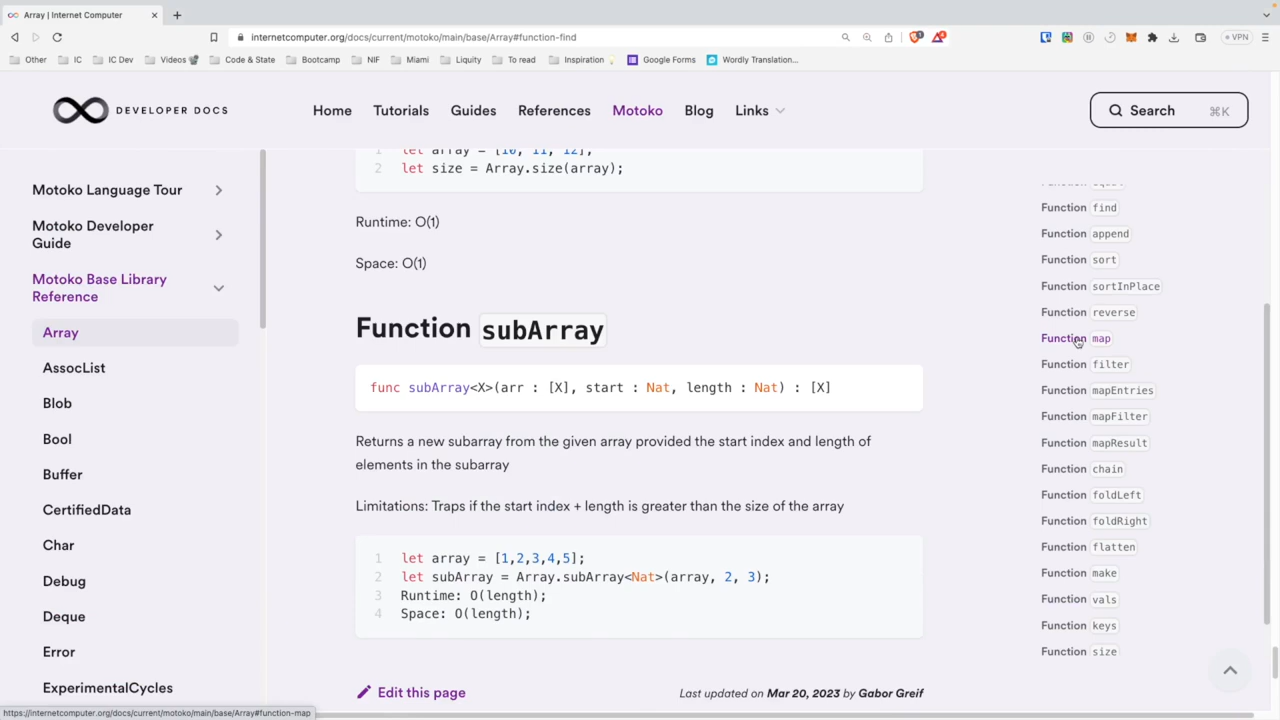 Array | Internet Computer
internetcomputer.org/docs/current/motoko/main/base/Array#function-find
VPN
Other
IC
IC Dev
Videos
Code & State
Bootcamp
NIF
Miami
Liquity
To read
Inspiration
Google Forms
Wordly Translation...
DEVELOPER DOCS
Home
Tutorials
Guides
References
Motoko
Blog
Links
Search
⌘K
Motoko Language Tour
Motoko Developer
Guide
Motoko Base Library
Reference
Array
AssocList
Blob
Bool
Buffer
CertifiedData
Char
Debug
Deque
Error
ExperimentalCycles
1 let array = [10, 11, 12];
2 let size = Array.size(array);
Runtime: O(1)
Space: O(1)
Function subArray
func subArray<X>(arr : [X], start : Nat, length : Nat) : [X]
Returns a new subarray from the given array provided the start index and length of
elements in the subarray
Limitations: Traps if the start index + length is greater than the size of the array
1 let array = [1,2,3,4,5];
2 let subArray = Array.subArray<Nat>(array, 2, 3);
3 Runtime: O(length);
4 Space: O(length);
Edit this page
Last updated on Mar 20, 2023 by Gabor Greif
Function equal
Function find
Function append
Function sort
Function sortInPlace
Function reverse
Function map
Function filter
Function mapEntries
Function mapFilter
Function mapResult
Function chain
Function foldLeft
Function foldRight
Function flatten
Function make
Function vals
Function keys
Function size
https://internetcomputer.org/docs/current/motoko/main/base/Array#function-map